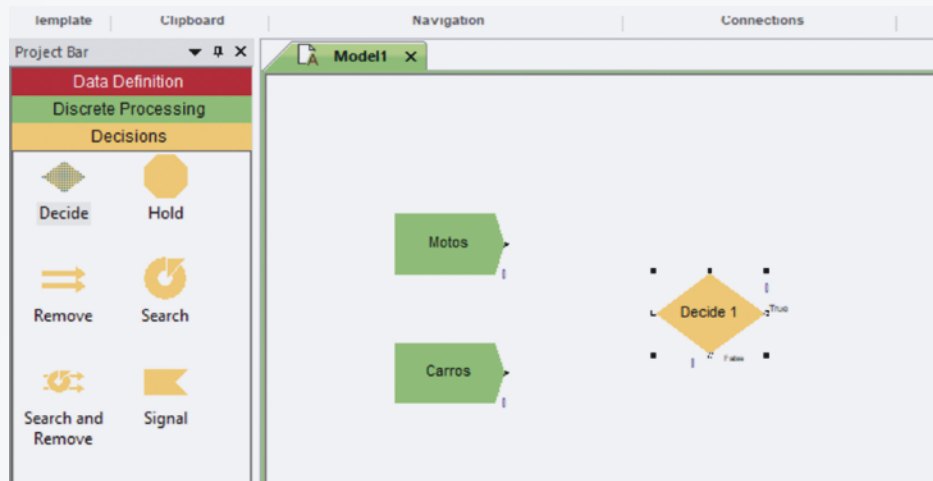 Template Clipboard Navigation Connections
Project Bar
Model1
Data Definition
Discrete Processing
Decisions
Decide Hold
Remove Search
Search and Remove Signal
Motos
Carros
Decide 1
True
False